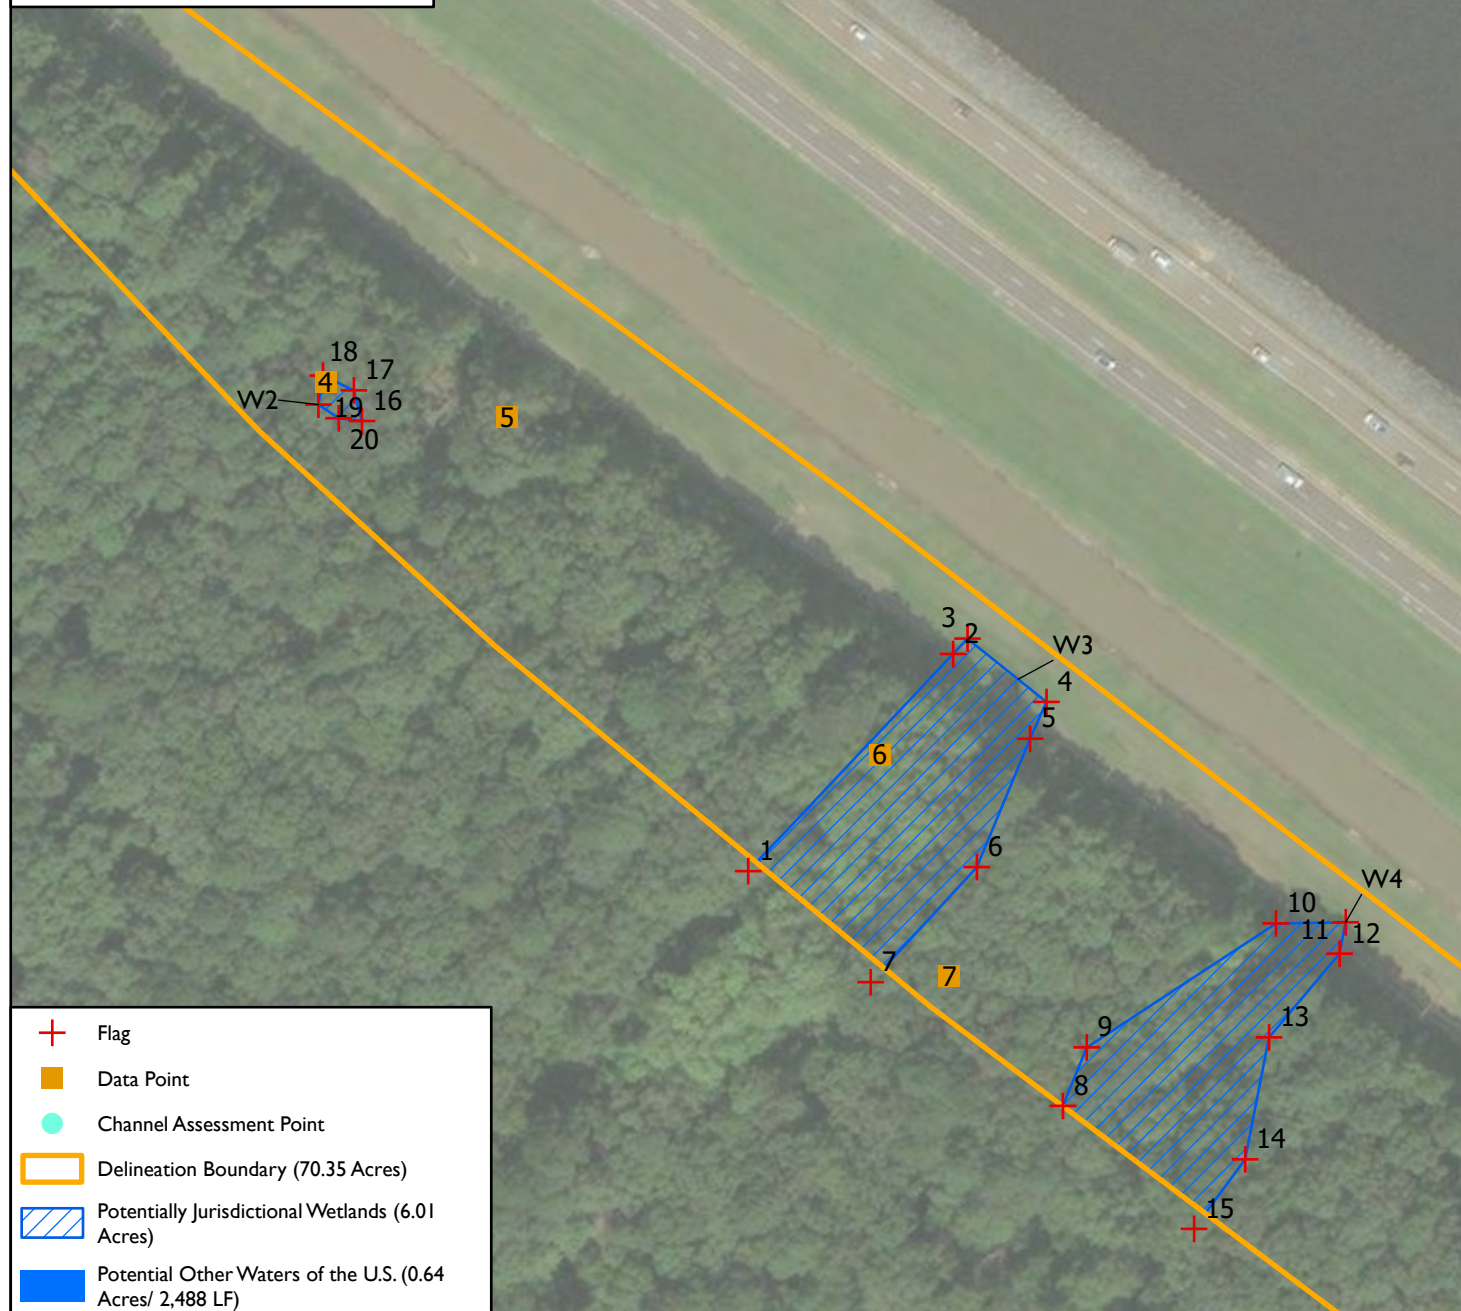 18
17
4
W2
16
19
5
20
3
2
W3
4
5
6
1
6
W4
10
11
12
7
7
13
9
8
14
15
Flag
Data Point
Channel Assessment Point
Delineation Boundary (70.35 Acres)
Potentially Jurisdictional Wetlands (6.01
Acres)
Potential Other Waters of the U.S. (0.64
Acres/ 2,488 LF)